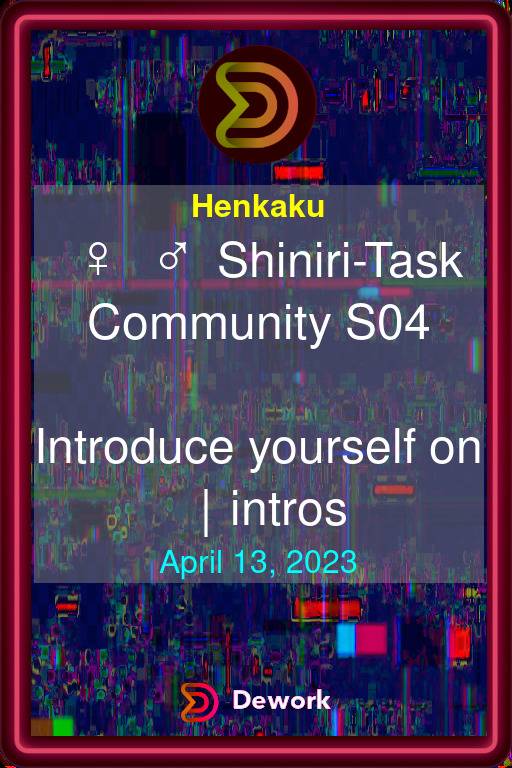 Henkaku
♀ ♂ Shiniri-Task
Community S04
Introduce yourself on
| intros
April 13, 2023
Dework